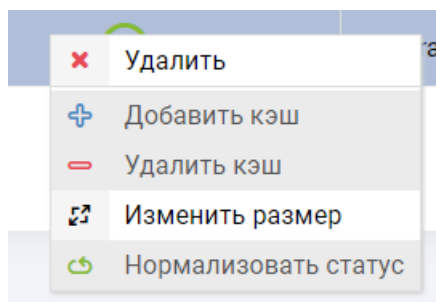 Удалить
Добавить кэш
Удалить кэш
Изменить размер
Нормализовать статус